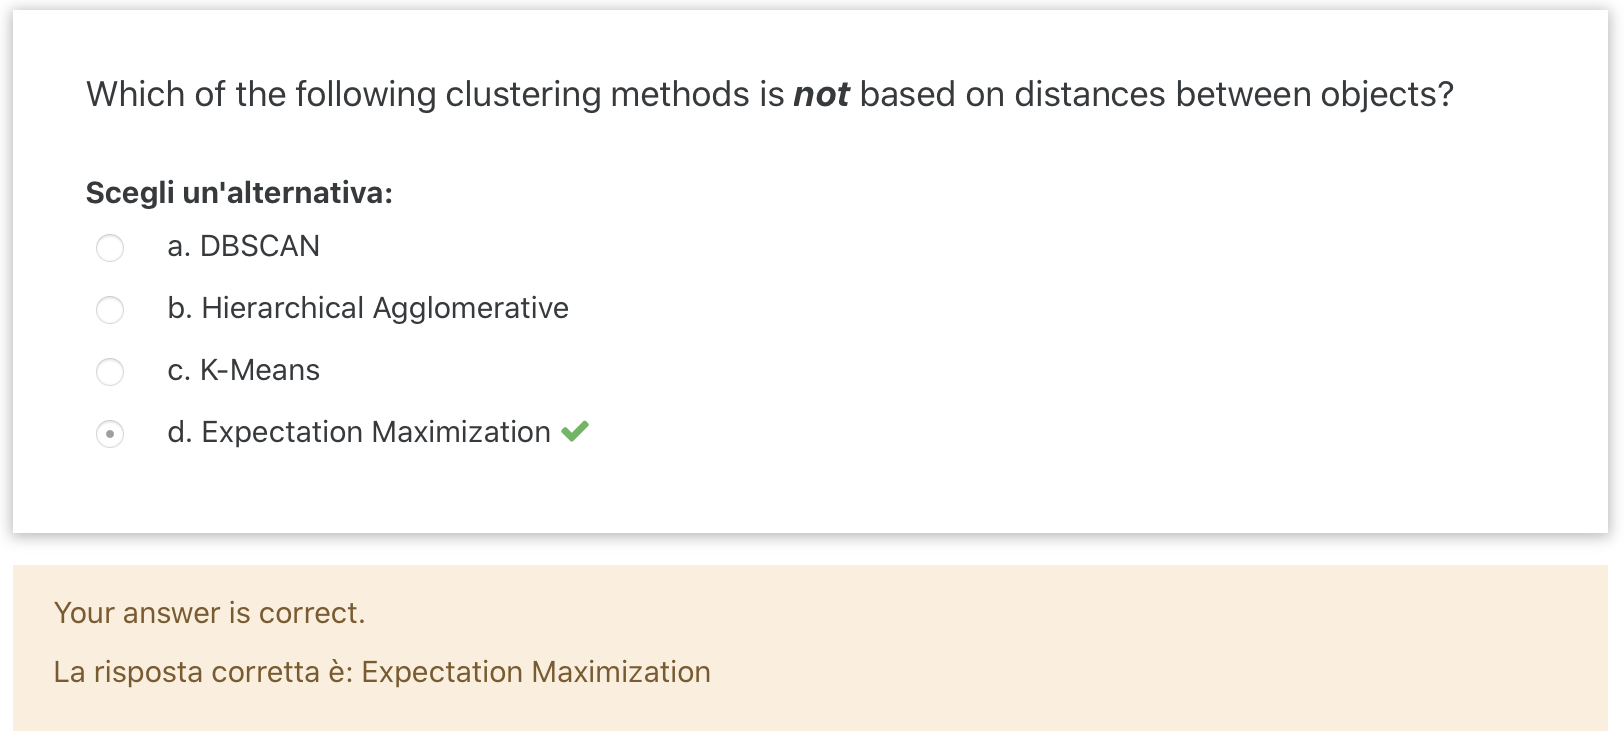 Which of the following clustering methods is not based on distances between objects?
Scegli un'alternativa:
a. DBSCAN
b. Hierarchical Agglomerative
c. K-Means
d. Expectation Maximization
Your answer is correct.
La risposta corretta è: Expectation Maximization